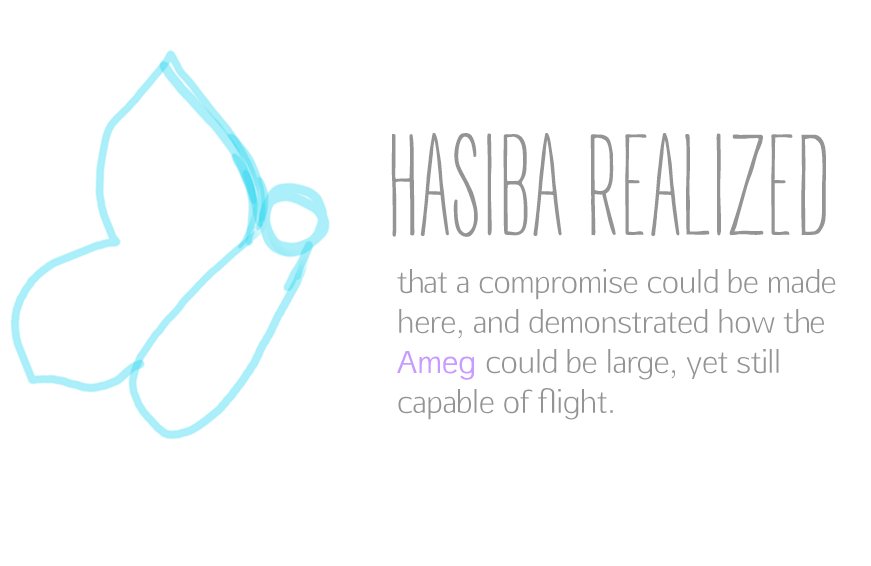 HASIBA REALIZED
that a compromise could be made
here, and demonstrated how the
Ameg could be large, yet still
capable of flight.